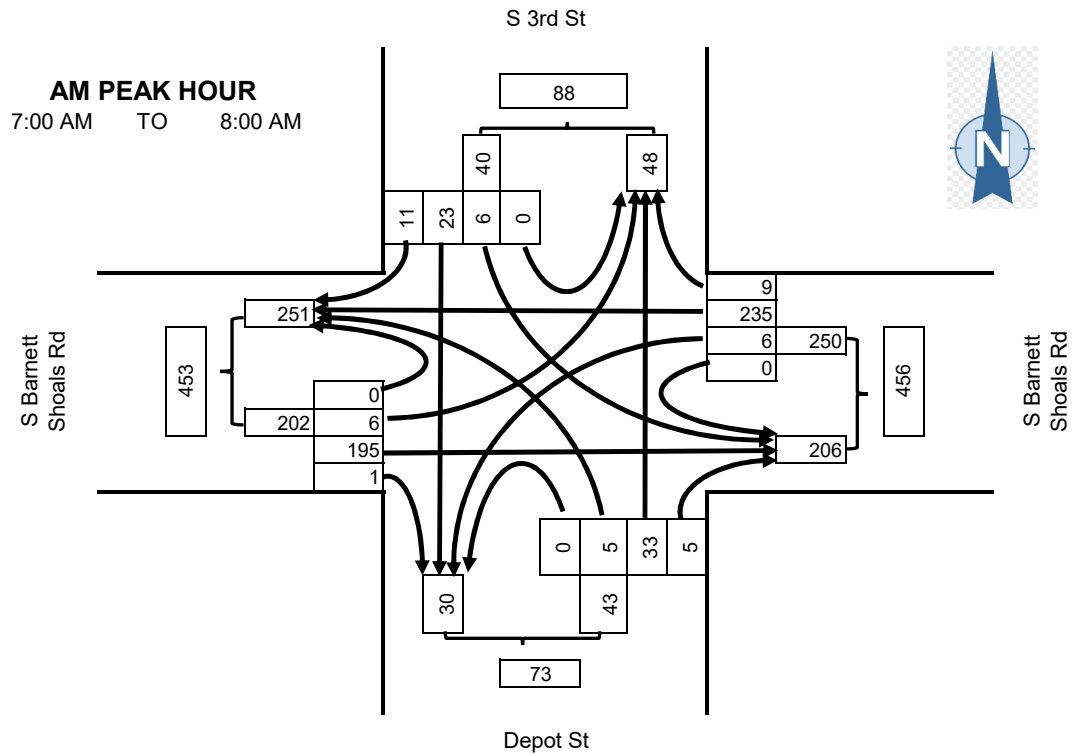 S 3rd St
AM PEAK HOUR
7:00 AM TO 8:00 AM
88
N
40
48
11 23 6 0
9
251
235
6 250
0
S Barnett
Shoals Rd
453
456
S Barnett
Shoals Rd
0
202 6
195
206
1
0 5 33 5
30
43
73
Depot St